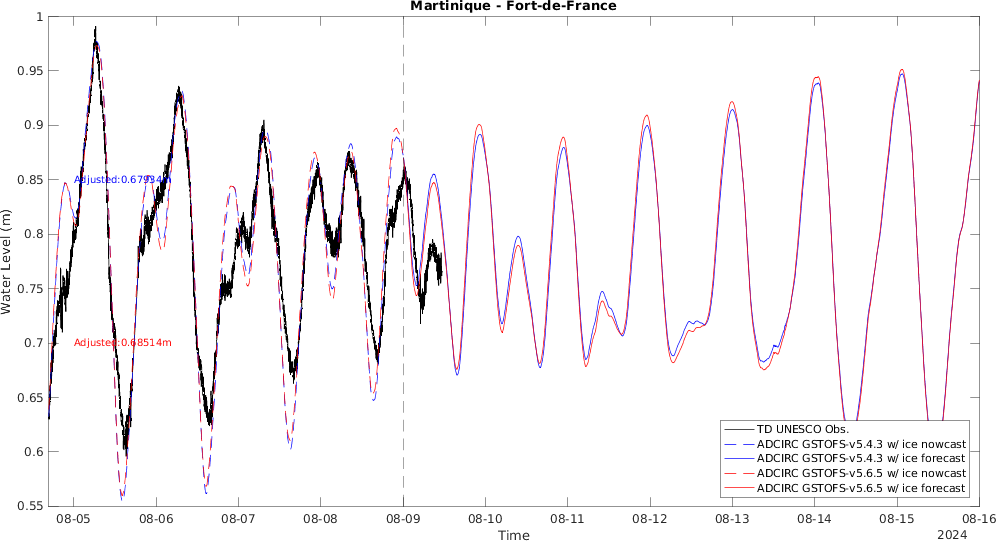 Martinique - Fort-de-France
Water Level (m)
1
0.95
0.9
0.85
0.8
0.75
0.7
0.65
0.6
0.55
Adjusted:0.67934m
Adjusted:0.68514m
TD UNESCO Obs.
ADCIRC GSTOFS-v5.4.3 w/ ice nowcast
ADCIRC GSTOFS-v5.4.3 w/ ice forecast
ADCIRC GSTOFS-v5.6.5 w/ ice nowcast
ADCIRC GSTOFS-v5.6.5 w/ ice forecast
08-05 08-06 08-07 08-08 08-09 08-10 08-11 08-12 08-13 08-14 08-15 08-16
Time
2024